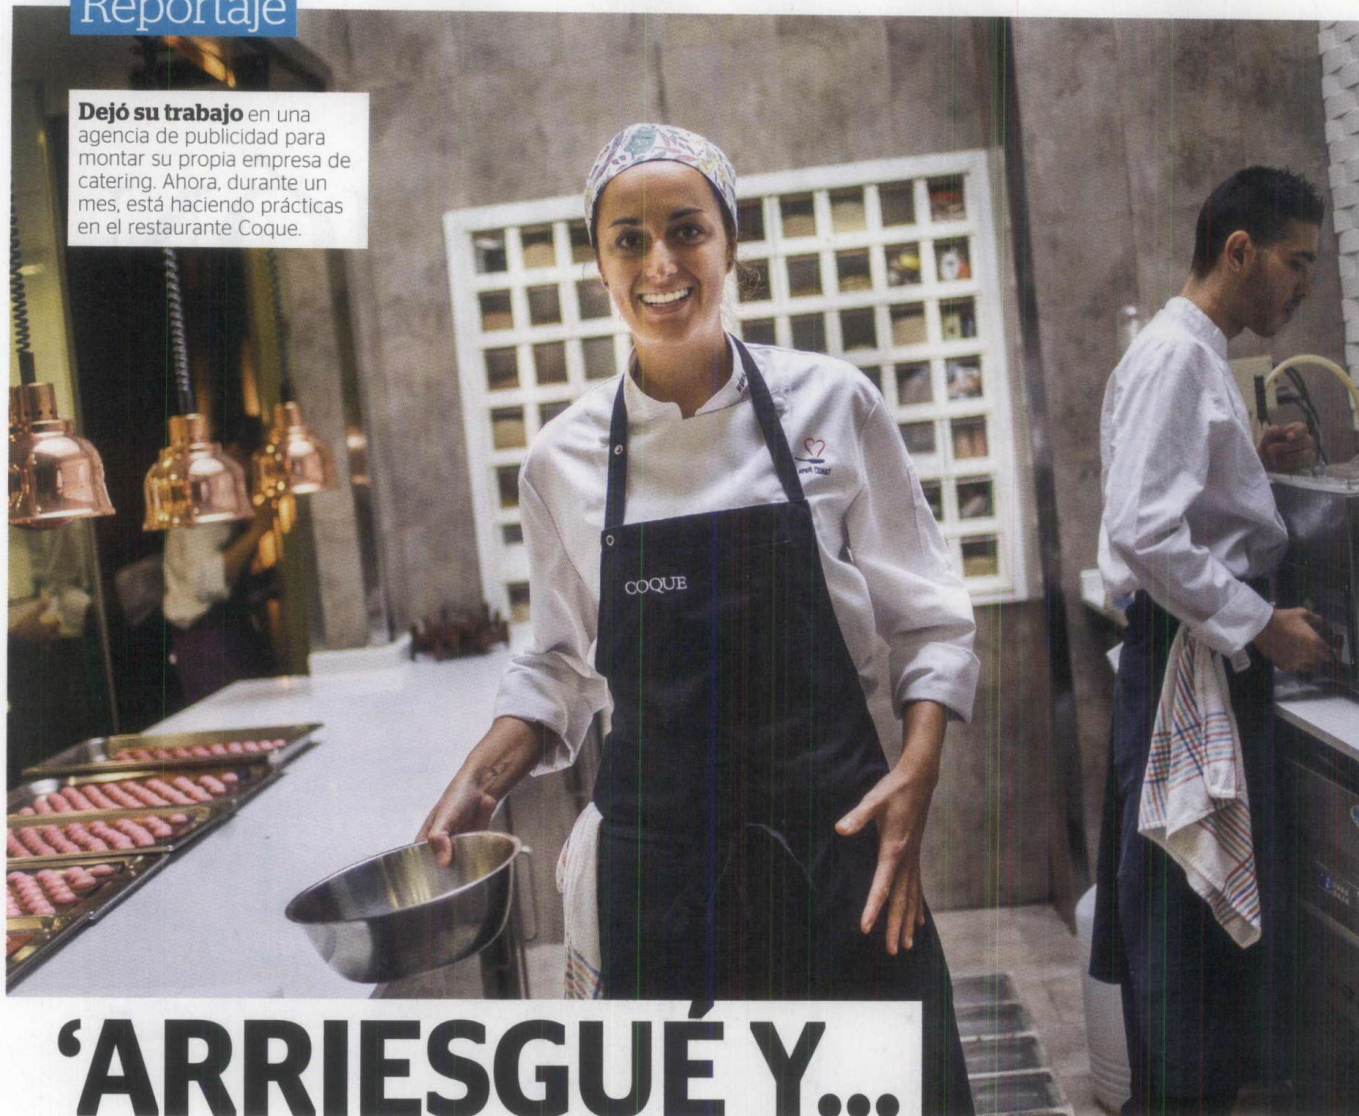 Reportaje
Dejó su trabajo en una
agencia de publicidad para
montar su propia empresa de
catering. Ahora, durante un
mes, está haciendo prácticas
en el restaurante Coque.
COQUE
‘ARRIESGUÉ Y...